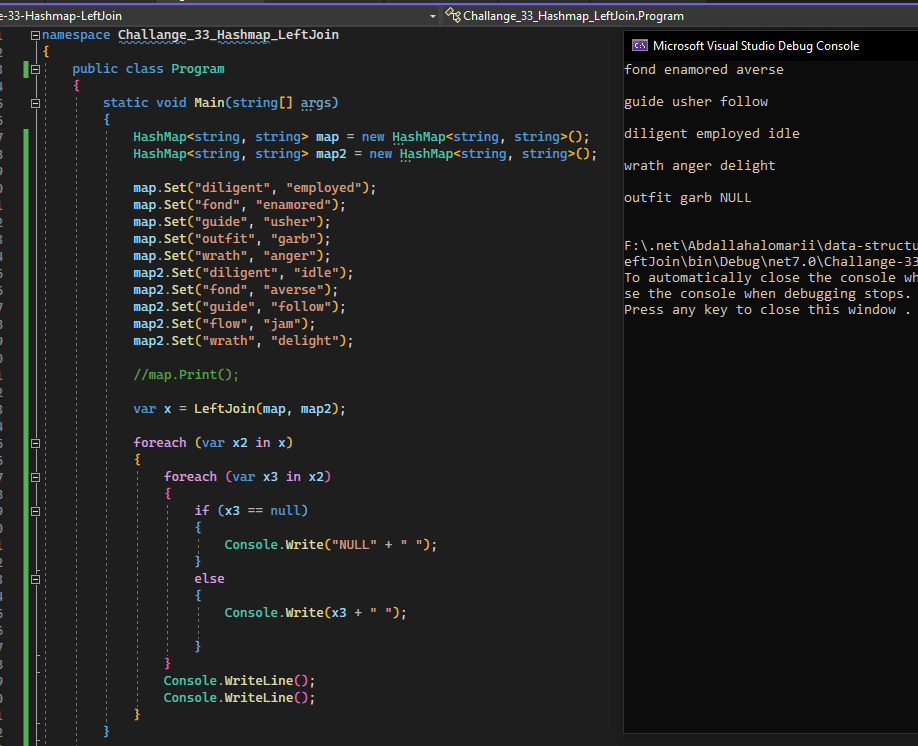 e-33-Hashmap-LeftJoin
Challange_33_Hashmap_LeftJoin.Program
namespace Challange_33_Hashmap_LeftJoin
{
public class Program
{
static void Main(string[] args)
{
HashMap<string, string> map = new HashMap<string, string>();
HashMap<string, string> map2 = new HashMap<string, string>();
map.Set("diligent", "employed");
map.Set("fond", "enamored");
map.Set("guide", "usher");
map.Set("outfit", "garb");
map.Set("wrath", "anger");
map2.Set("diligent", "idle");
map2.Set("fond", "averse");
map2.Set("guide", "follow");
map2.Set("flow", "jam");
map2.Set("wrath", "delight");
//map.Print();
var x = LeftJoin(map, map2);
foreach (var x2 in x)
{
foreach (var x3 in x2)
{
if (x3 == null)
{
Console.Write("NULL" + " ");
}
else
{
Console.Write(x3 + " ");
}
}
Console.WriteLine();
Console.WriteLine();
}
}
Microsoft Visual Studio Debug Console
fond enamored averse
guide usher follow
diligent employed idle
wrath anger delight
outfit garb NULL
F:\.net\Abdallahalomarii\data-structu
eftJoin\bin\Debug\net7.0\Challange-33
To automatically close the console wh
se the console when debugging stops.
Press any key to close this window .